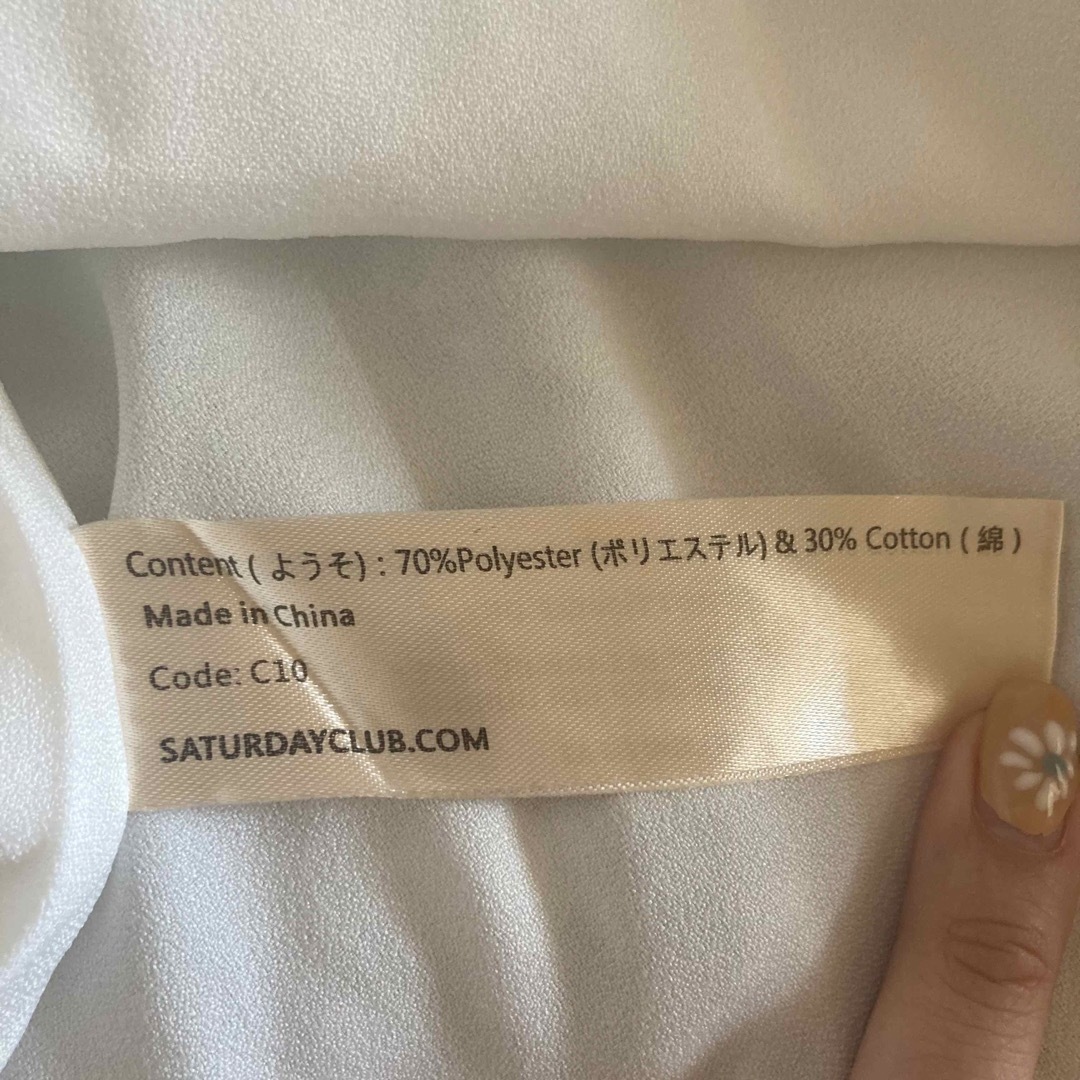 Content ( ようそ) : 70%Polyester (ポリエステル) & 30% Cotton ( 綿 )
Made in China
Code: C10
SATURDAYCLUB.COM